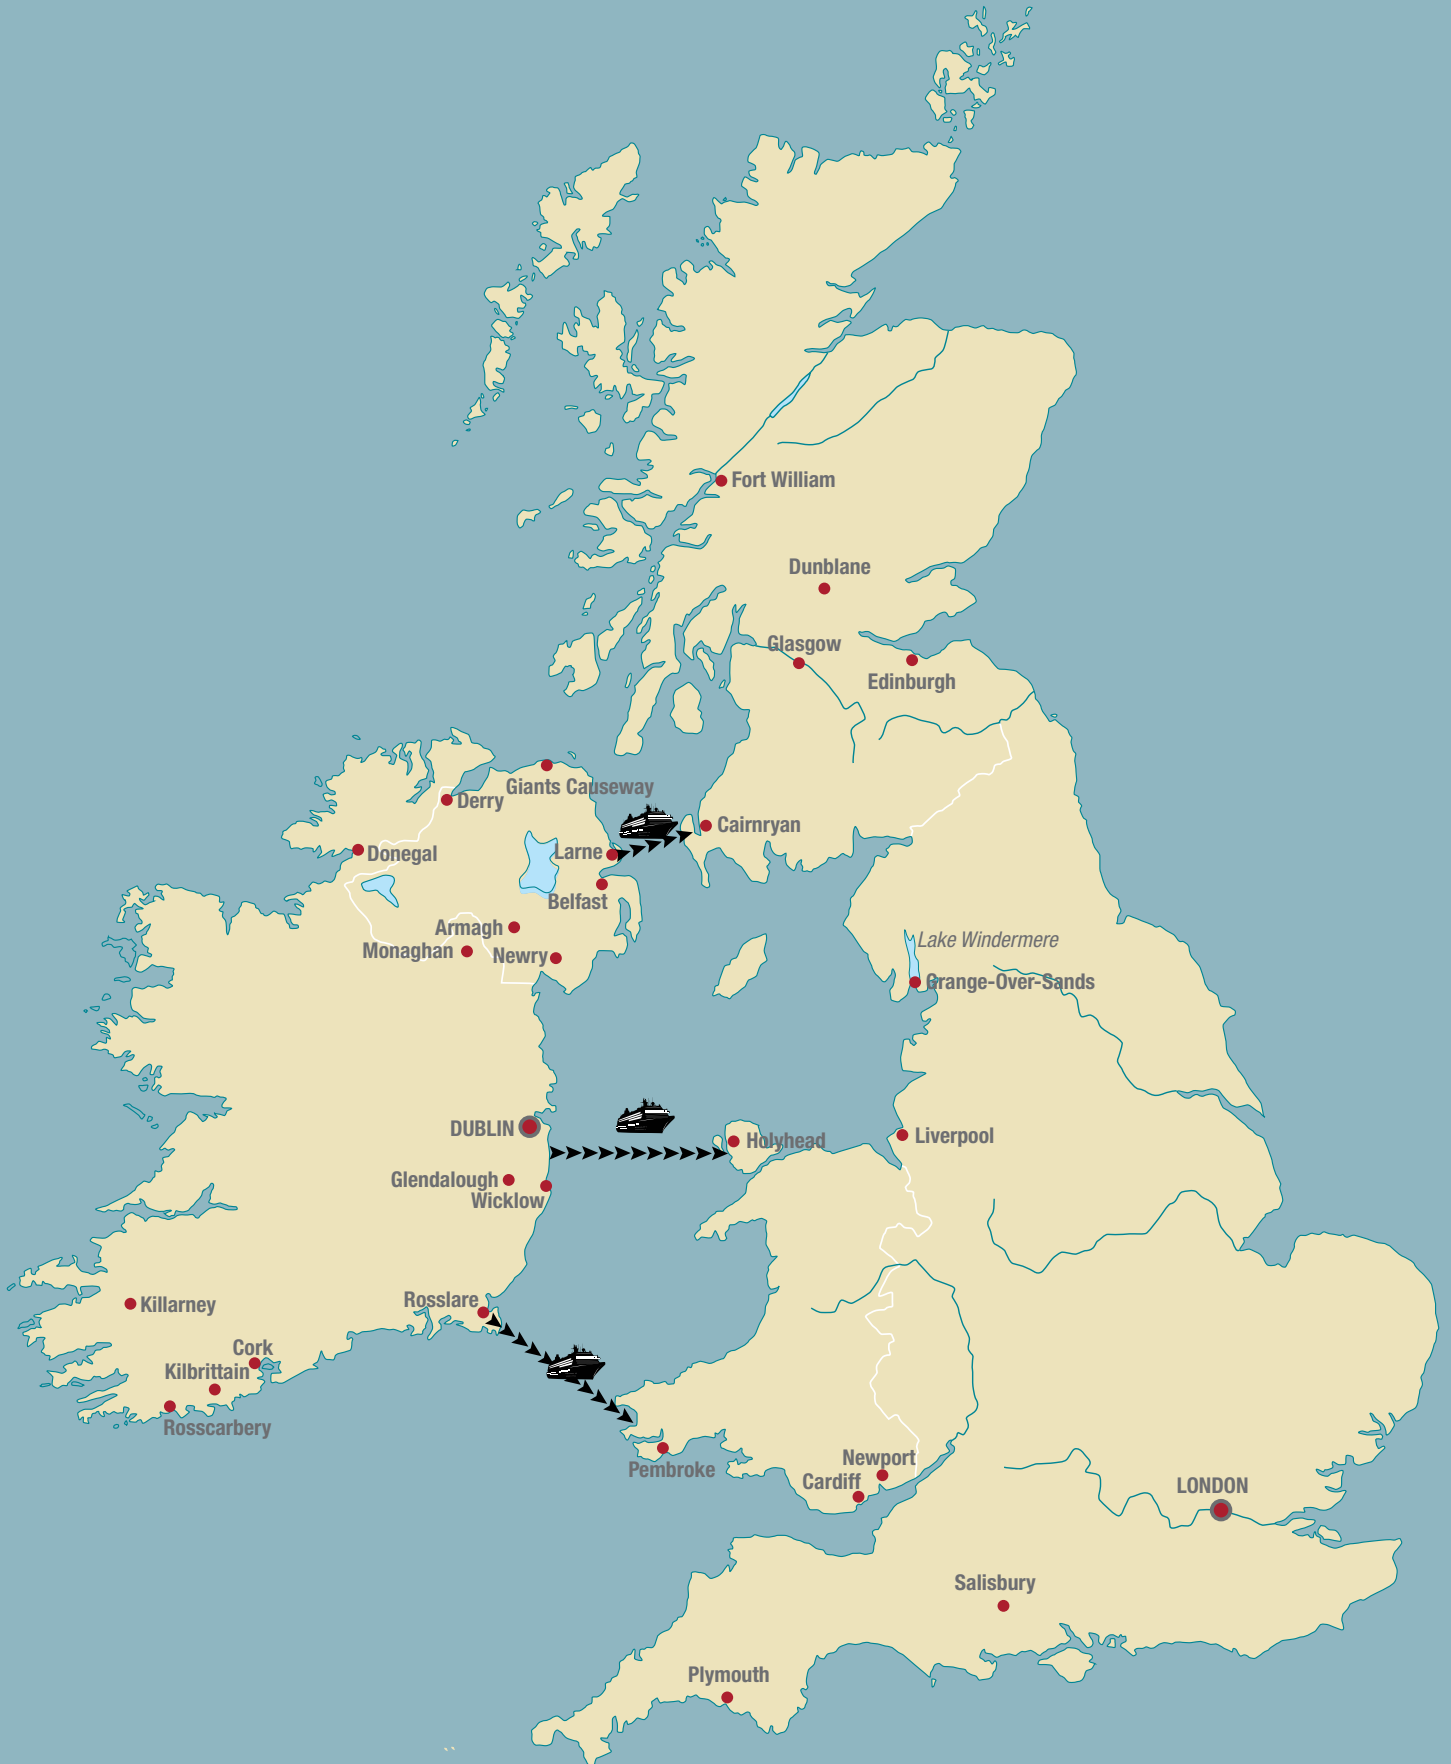 Fort William
Dunblane
Glasgow
Edinburgh
Giants Causeway
Derry
Cairnryan
Donegal
Larne
Belfast
Armagh
Monaghan
Newry
Lake Windermere
Grange-Over-Sands
DUBLIN
Holyhead
Liverpool
Glendalough
Wicklow
Killarney
Rosslare
Cork
Kilbrittain
Rosscarbery
Pembroke
Newport
Cardiff
LONDON
Salisbury
Plymouth